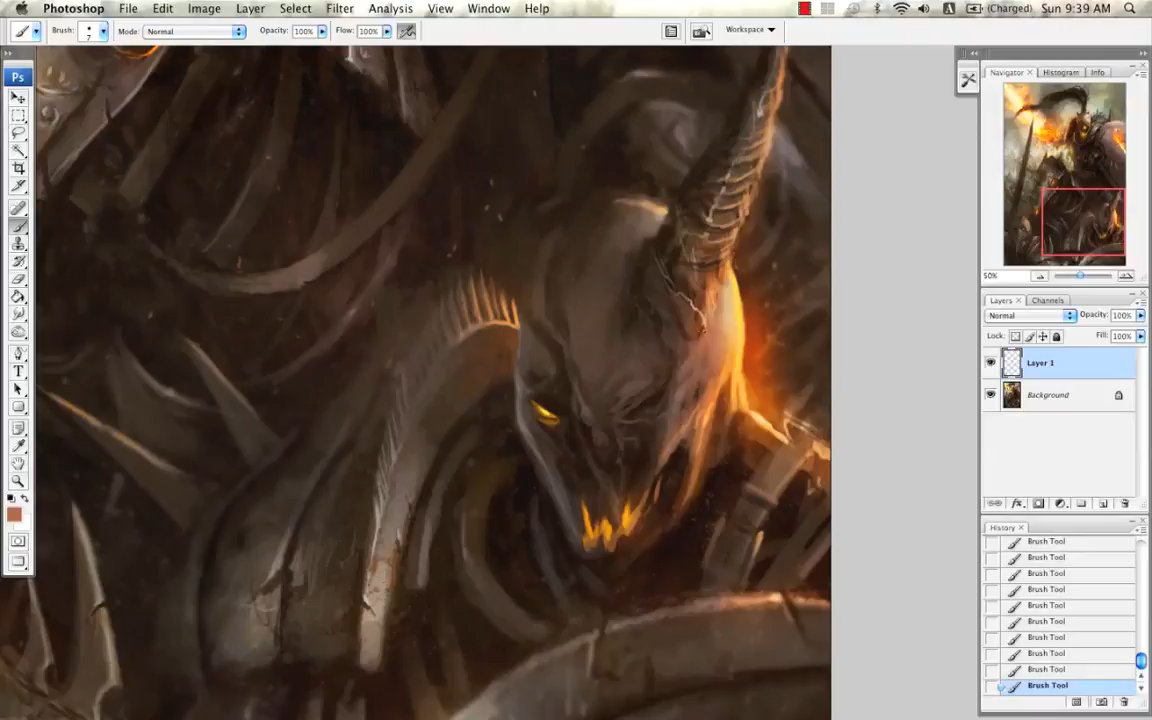 Photoshop File Edit Image Layer Select Filter Analysis View Window Help (Charged) Sun 9:39 AM
Brush: 7 Mode: Normal Opacity: 100% Flow: 100% Workspace
Ps
Navigator Histogram Info
50%
Layers Channels
Normal Opacity: 100%
Lock: Fill: 100%
Layer 1
Background
History
Brush Tool
Brush Tool
Brush Tool
Brush Tool
Brush Tool
Brush Tool
Brush Tool
Brush Tool
Brush Tool
Brush Tool